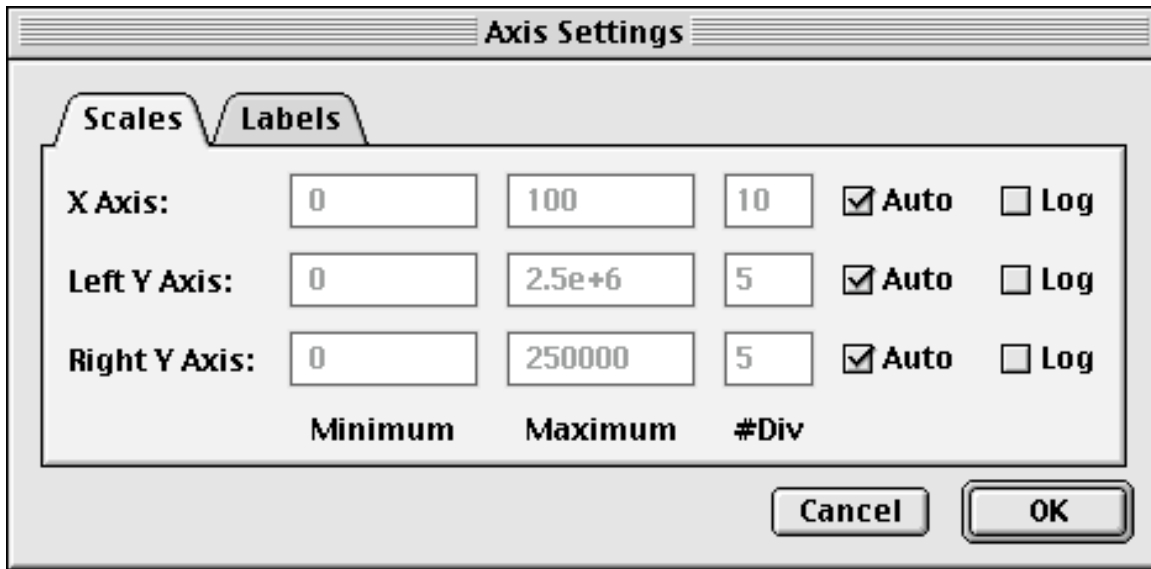 Axis Settings
Scales Labels
X Axis: 0 100 10 Auto Log
Left Y Axis: 0 2.5e+6 5 Auto Log
Right Y Axis: 0 250000 5 Auto Log
Minimum Maximum #Div
Cancel OK